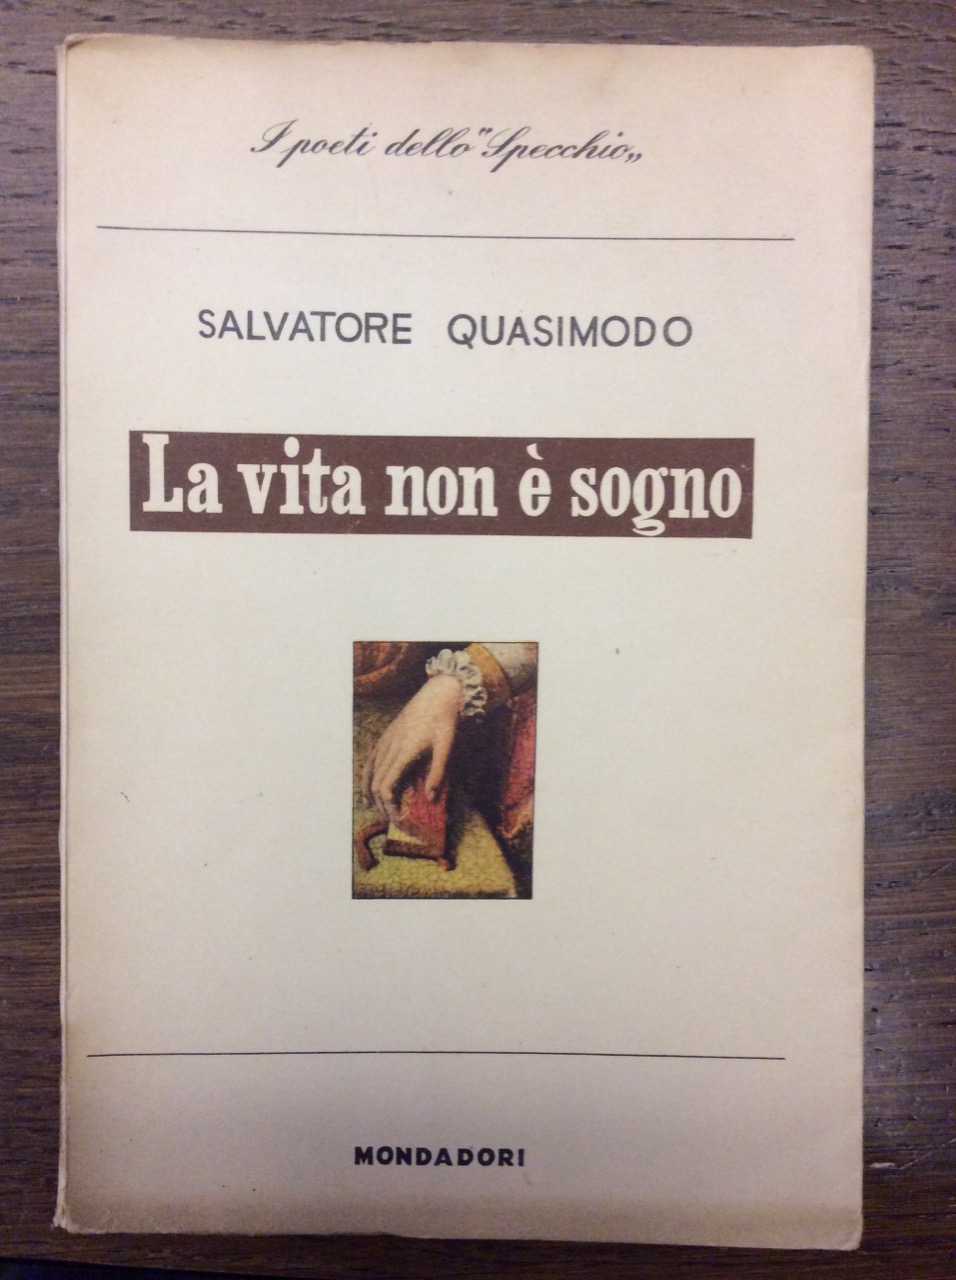 I poeti dello "Specchio„
SALVATORE QUASIMODO
La vita non è sogno
MONDADORI